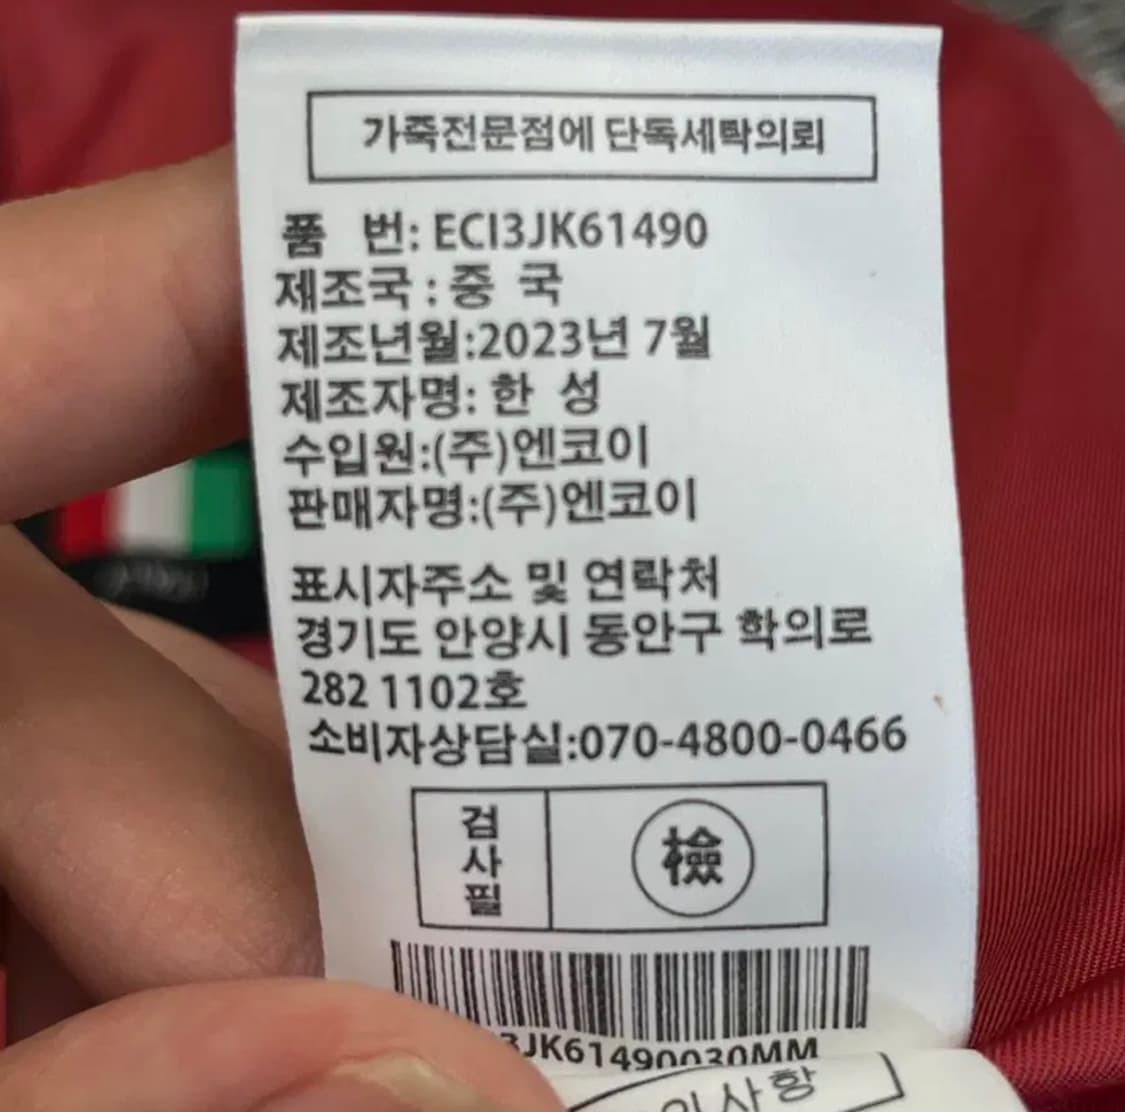 가죽전문점에 단독세탁의뢰
품 번: ECI3JK61490
제조국 : 중 국
제조년월:2023년 7월
제조자명: 한 성
수입원:(주)엔코이
판매자명:(주)엔코이
표시자주소 및 연락처
경기도 안양시 동안구 학의로
282 1102호
소비자상담실:070-4800-0466
검사필
檢
3JK61490030MM
의사항